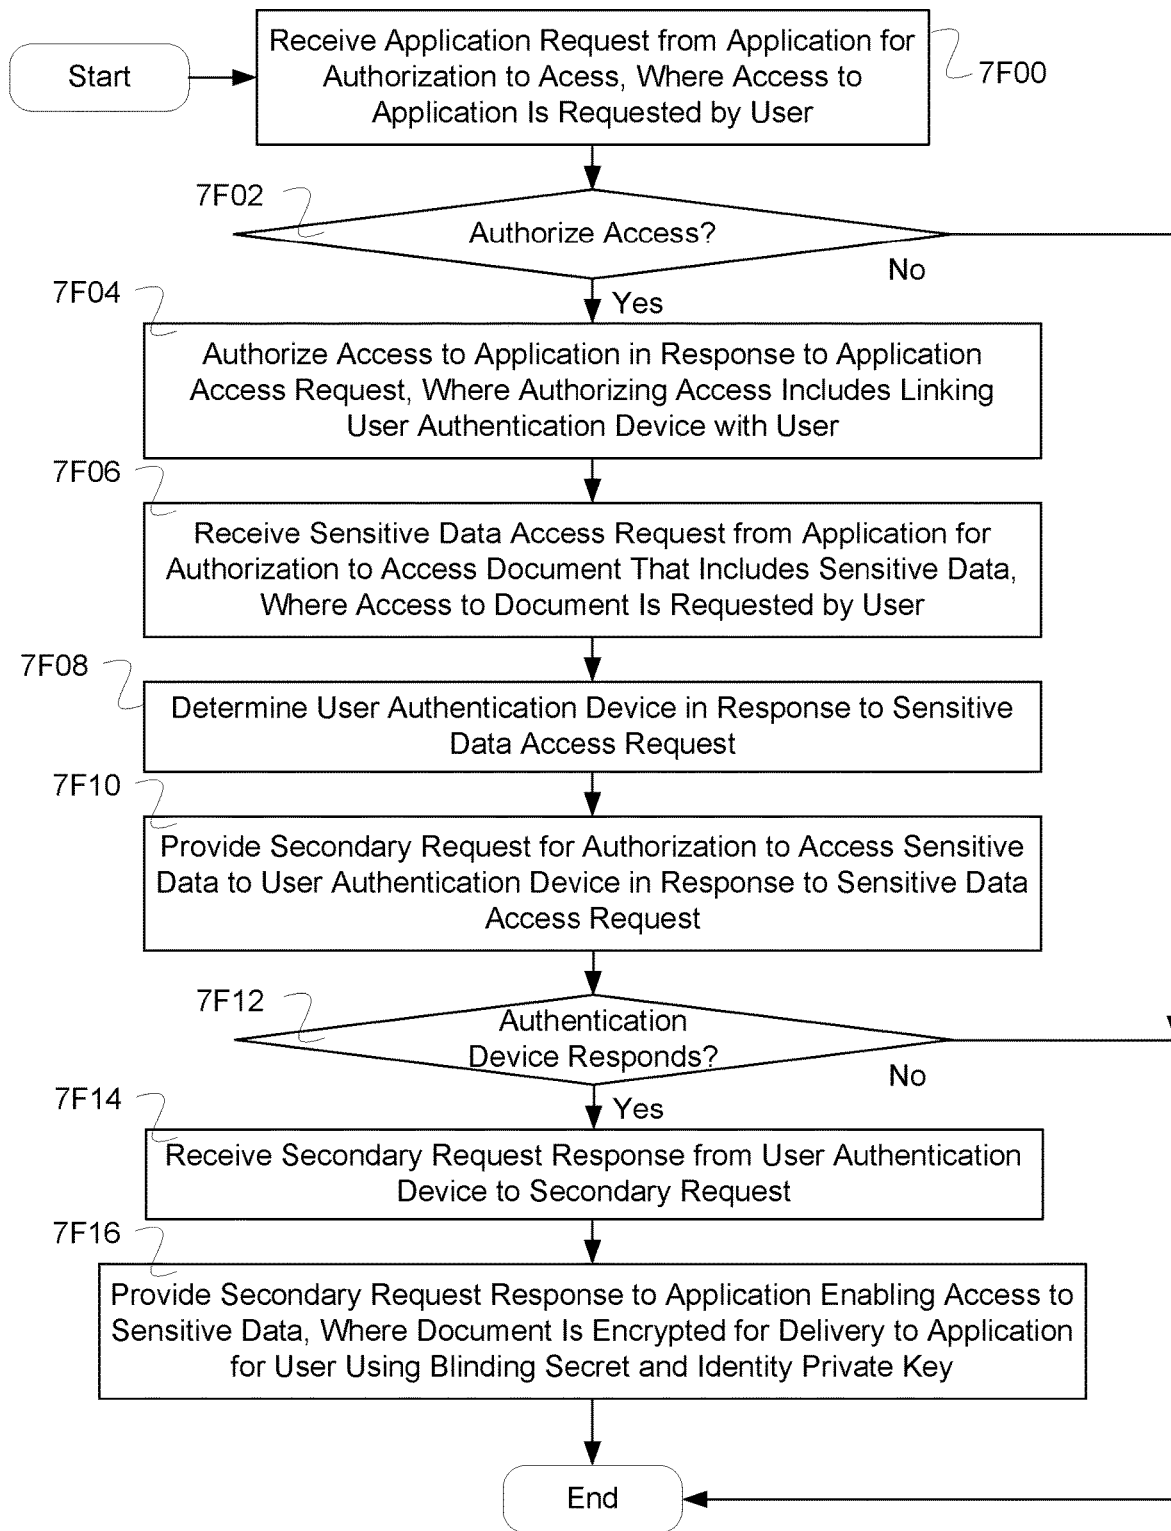 Start
Receive Application Request from Application for
Authorization to Acess, Where Access to
Application Is Requested by User
7F00
7F02
Authorize Access?
No
Yes
7F04
Authorize Access to Application in Response to Application
Access Request, Where Authorizing Access Includes Linking
User Authentication Device with User
7F06
Receive Sensitive Data Access Request from Application for
Authorization to Access Document That Includes Sensitive Data,
Where Access to Document Is Requested by User
7F08
Determine User Authentication Device in Response to Sensitive
Data Access Request
7F10
Provide Secondary Request for Authorization to Access Sensitive
Data to User Authentication Device in Response to Sensitive Data
Access Request
7F12
Authentication
Device Responds?
No
Yes
7F14
Receive Secondary Request Response from User Authentication
Device to Secondary Request
7F16
Provide Secondary Request Response to Application Enabling Access to
Sensitive Data, Where Document Is Encrypted for Delivery to Application
for User Using Blinding Secret and Identity Private Key
End